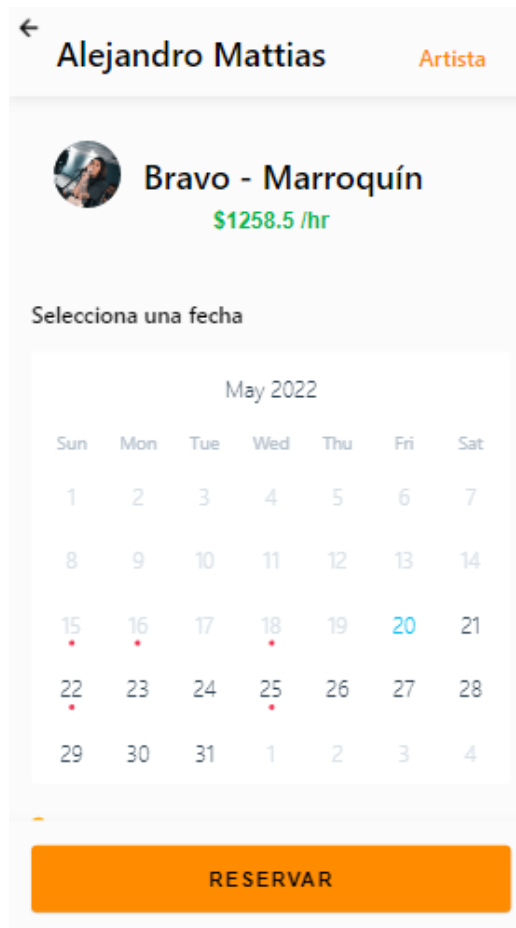 Alejandro Mattias Artista
Bravo - Marroquín
$1258.5 /hr
Selecciona una fecha
May 2022
Sun Mon Tue Wed Thu Fri Sat
1 2 3 4 5 6 7
8 9 10 11 12 13 14
15 16 17 18 19 20 21
22 23 24 25 26 27 28
29 30 31 1 2 3 4
RESERVAR